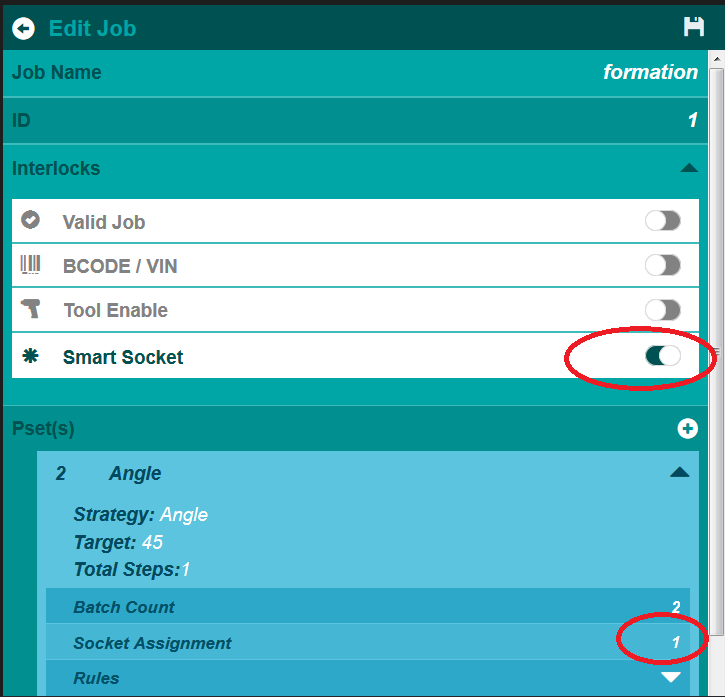 Edit Job
Job Name formation
ID 1
Interlocks
Valid Job
BCODE / VIN
Tool Enable
Smart Socket
Pset(s)
2 Angle
Strategy: Angle
Target: 45
Total Steps:1
Batch Count 2
Socket Assignment 1
Rules